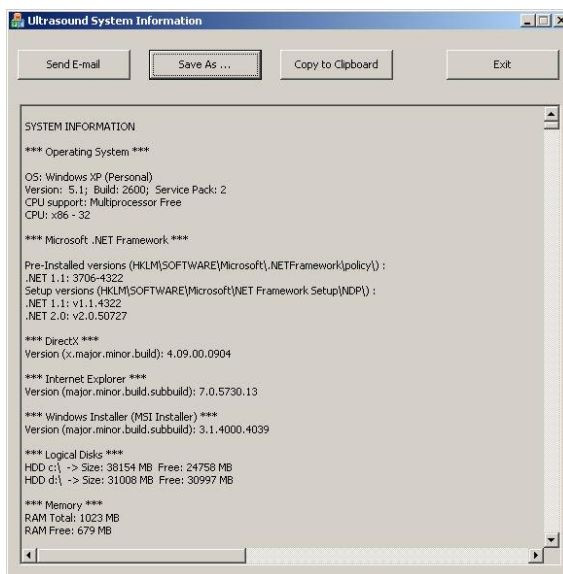 Ultrasound System Information
Send E-mail
Save As ...
Copy to Clipboard
Exit
SYSTEM INFORMATION
*** Operating System ***
OS: Windows XP (Personal)
Version:  5.1;  Build: 2600;  Service Pack: 2
CPU support: Multiprocessor Free
CPU: x86 - 32
*** Microsoft .NET Framework ***
Pre-Installed versions (HKLM\SOFTWARE\Microsoft\.NETFramework\policy\) :
.NET 1.1: 3706-4322
Setup versions (HKLM\SOFTWARE\Microsoft\NET Framework Setup\NDP\) :
.NET 1.1: v1.1.4322
.NET 2.0: v2.0.50727
*** DirectX ***
Version (x.major.minor.build): 4.09.00.0904
*** Internet Explorer ***
Version (major.minor.build.subbuild): 7.0.5730.13
*** Windows Installer (MSI Installer) ***
Version (major.minor.build.subbuild): 3.1.4000.4039
*** Logical Disks ***
HDD c:\  -> Size: 38154 MB  Free: 24758 MB
HDD d:\  -> Size: 31008 MB  Free: 30997 MB
*** Memory ***
RAM Total: 1023 MB
RAM Free: 679 MB